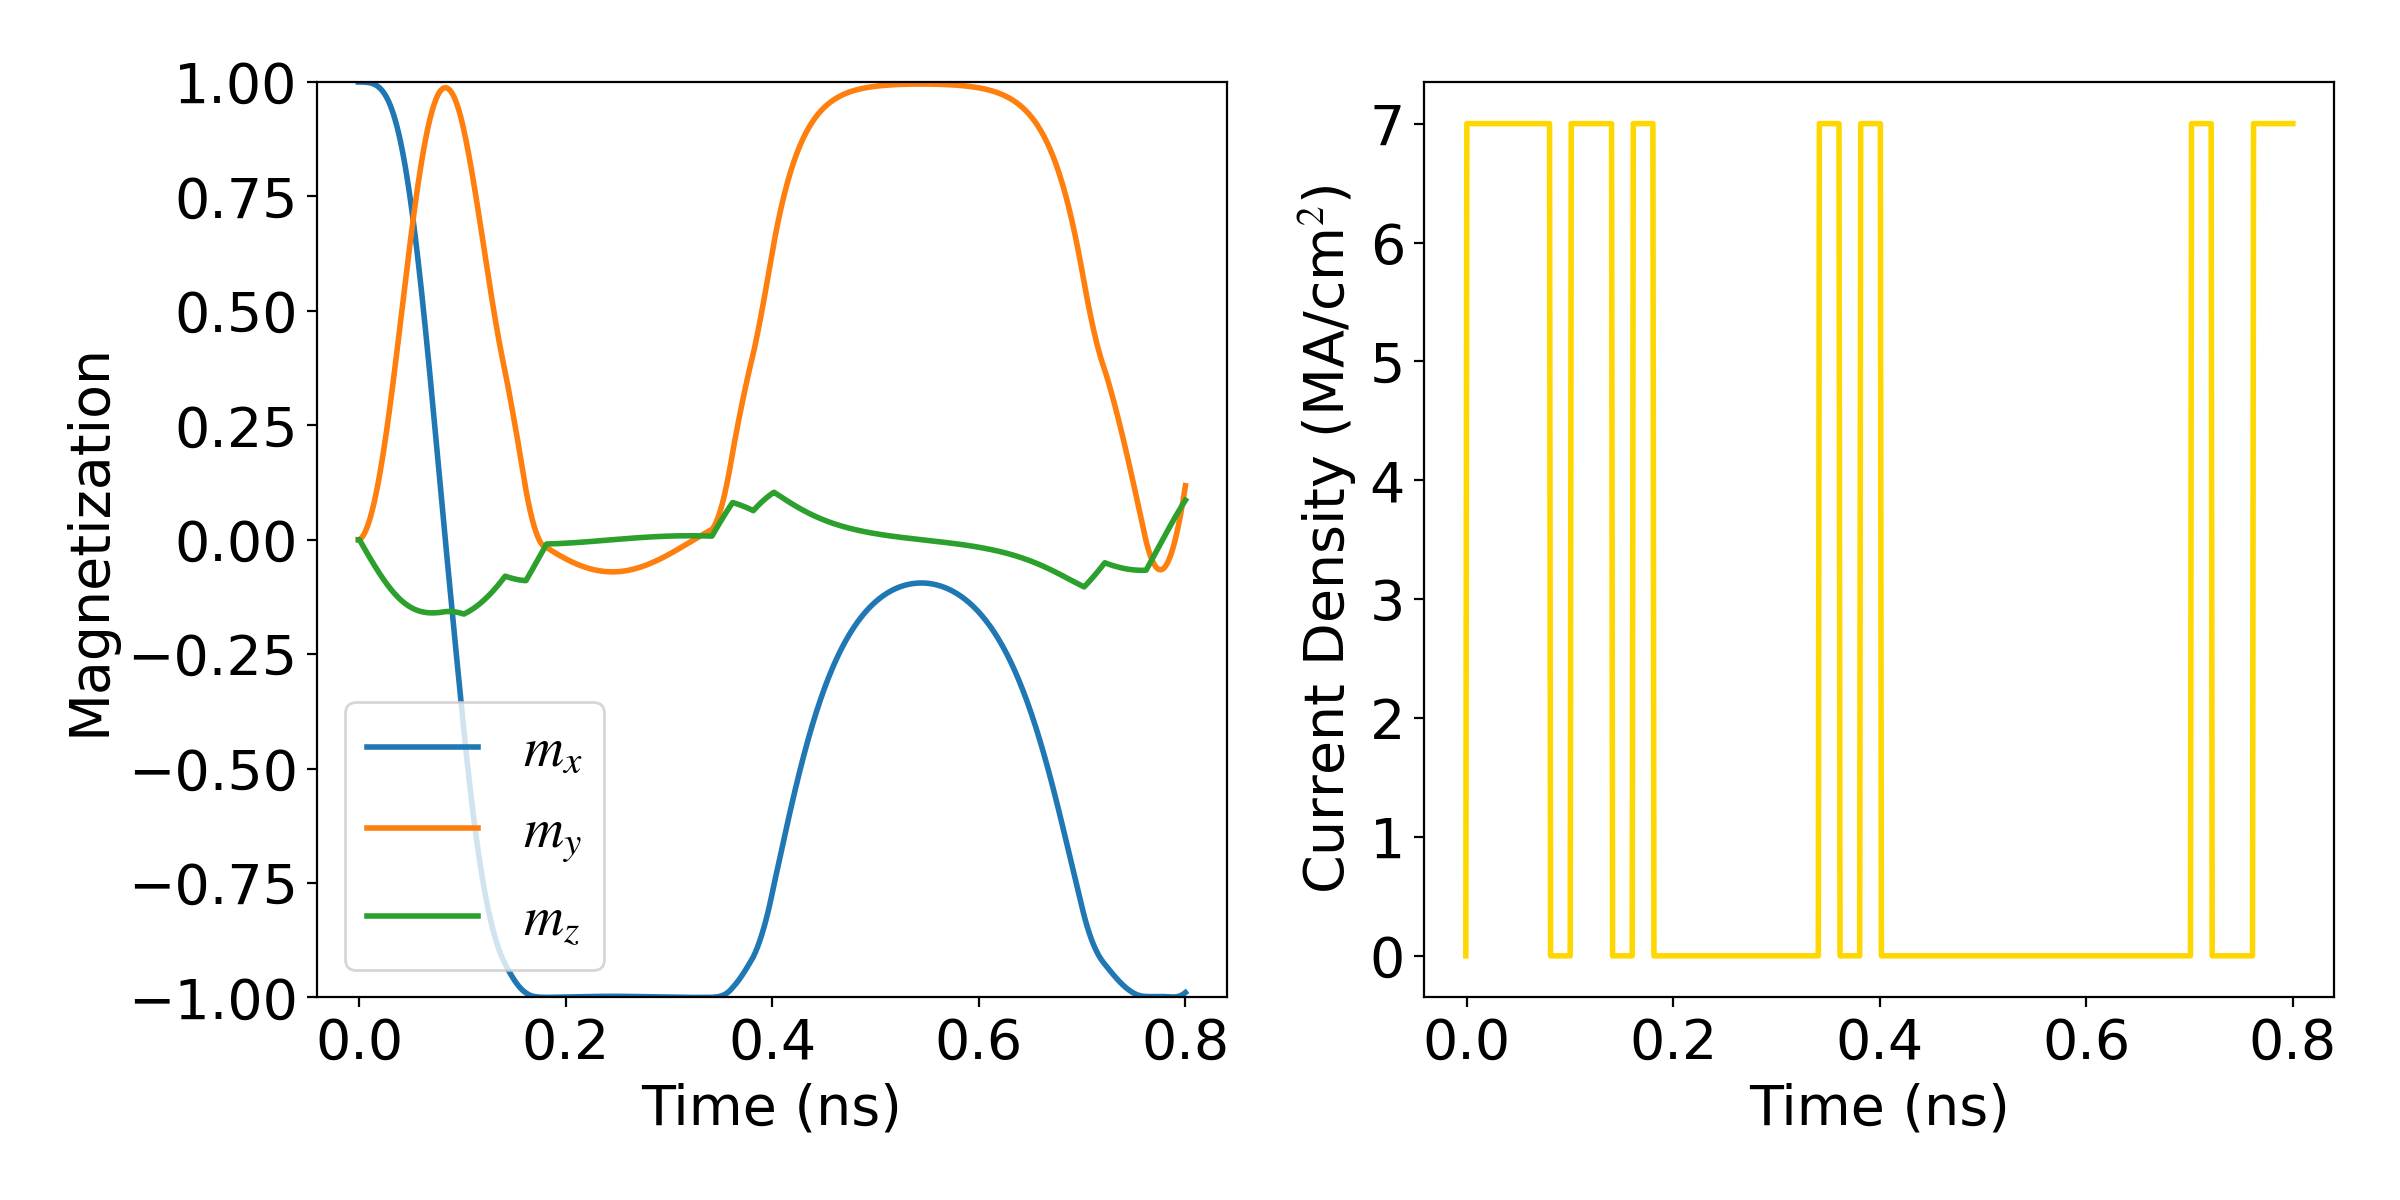 1.00
0.75
0.50
0.25
0.00
−0.25
−0.50
−0.75
−1.00
Magnetization
m_x
m_y
m_z
0.0 0.2 0.4 0.6 0.8
Time (ns)
7
6
5
4
3
2
1
0
Current Density (MA/cm²)
0.0 0.2 0.4 0.6 0.8
Time (ns)